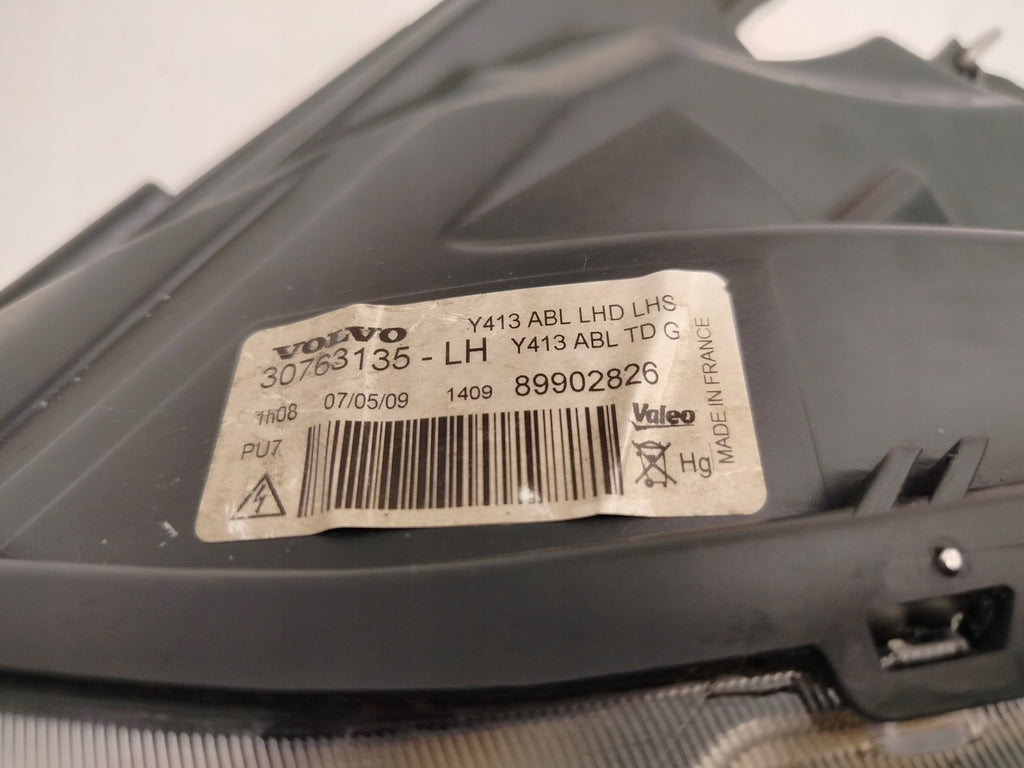 VOLVO
Y413 ABL LHD LHS
30763135 - LH
Y413 ABL TD G
1h08
07/05/09
1409
89902826
PU7
Valeo
Hg
MADE IN FRANCE